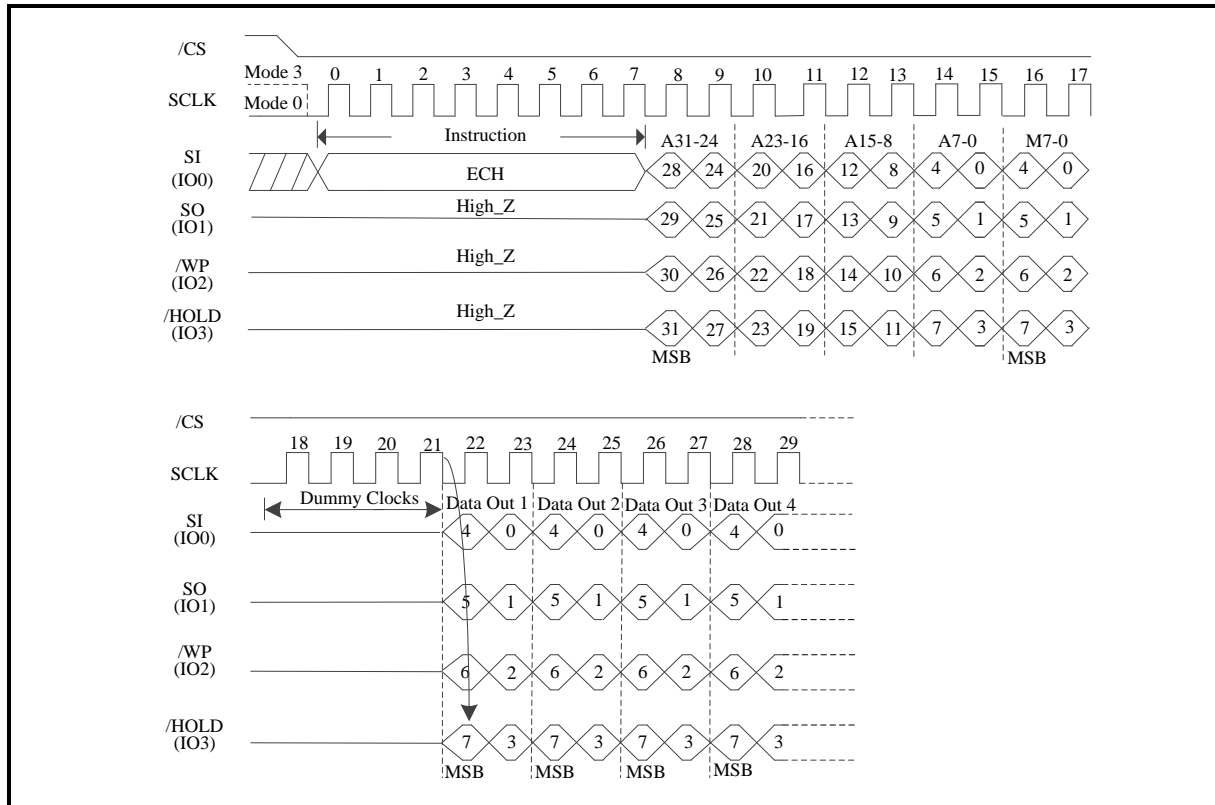 /CS
Mode 3 0 1 2 3 4 5 6 7 8 9 10 11 12 13 14 15 16 17
SCLK Mode 0
Instruction A31-24 A23-16 A15-8 A7-0 M7-0
SI
(IO0)
ECH 28 24 20 16 12 8 4 0 4 0
SO
(IO1)
High_Z 29 25 21 17 13 9 5 1 5 1
/WP
(IO2)
High_Z 30 26 22 18 14 10 6 2 6 2
/HOLD
(IO3)
High_Z 31 27 23 19 15 11 7 3 7 3
MSB MSB
/CS
18 19 20 21 22 23 24 25 26 27 28 29
SCLK
Dummy Clocks Data Out 1 Data Out 2 Data Out 3 Data Out 4
SI
(IO0)
4 0 4 0 4 0 4 0
SO
(IO1)
5 1 5 1 5 1 5 1
/WP
(IO2)
6 2 6 2 6 2 6 2
/HOLD
(IO3)
7 3 7 3 7 3 7 3
MSB MSB MSB MSB